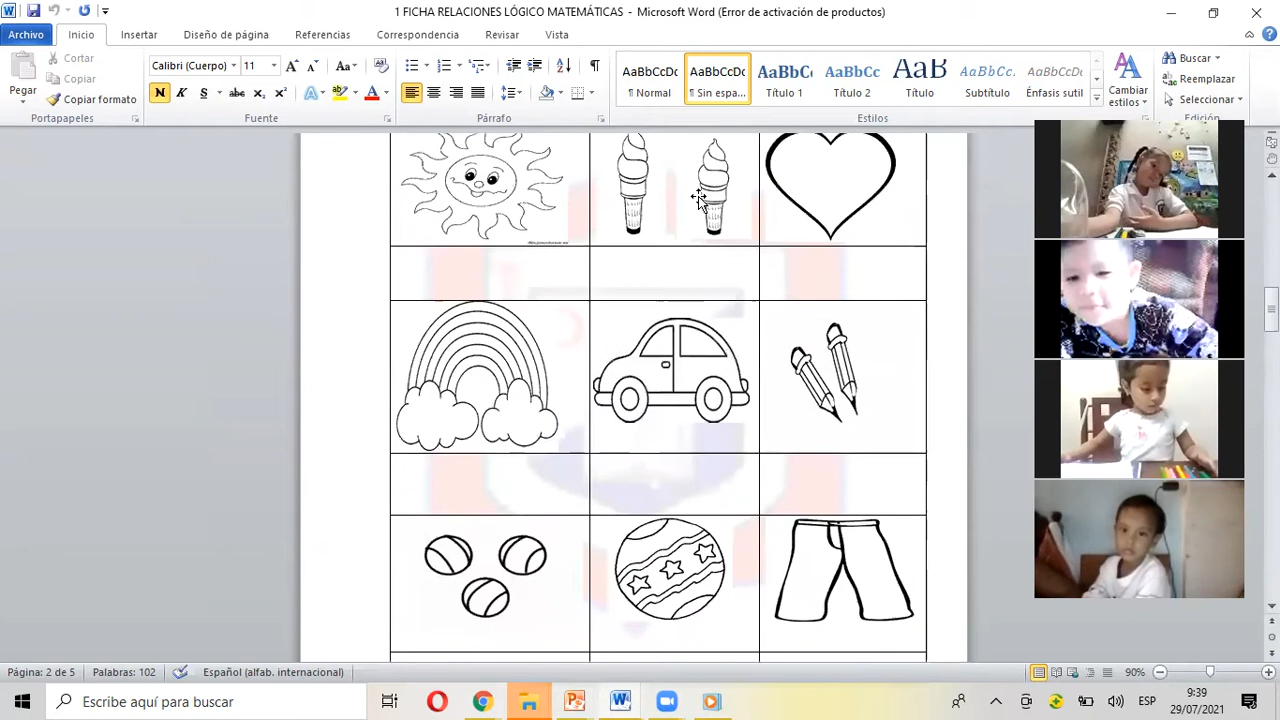 1 FICHA RELACIONES LÓGICO MATEMÁTICAS - Microsoft Word (Error de activación de productos)
Archivo Inicio Insertar Diseño de página Referencias Correspondencia Revisar Vista
Pegar
Cortar
Copiar
Copiar formato
Portapapeles
Calibri (Cuerpo) 11
N K S abc x₂ x²
Fuente
Párrafo
AaBbCcDc AaBbCcDc AaBbC AaBbCc AaB AaBbCc AaBbCcDc
¶ Normal ¶ Sin espa... Título 1 Título 2 Título Subtítulo Énfasis sutil
Estilos
Cambiar estilos
Buscar
Reemplazar
Seleccionar
Edición
Página: 2 de 5 Palabras: 102 Español (alfab. internacional) 90%
Escribe aquí para buscar
ESP
9:39
29/07/2021